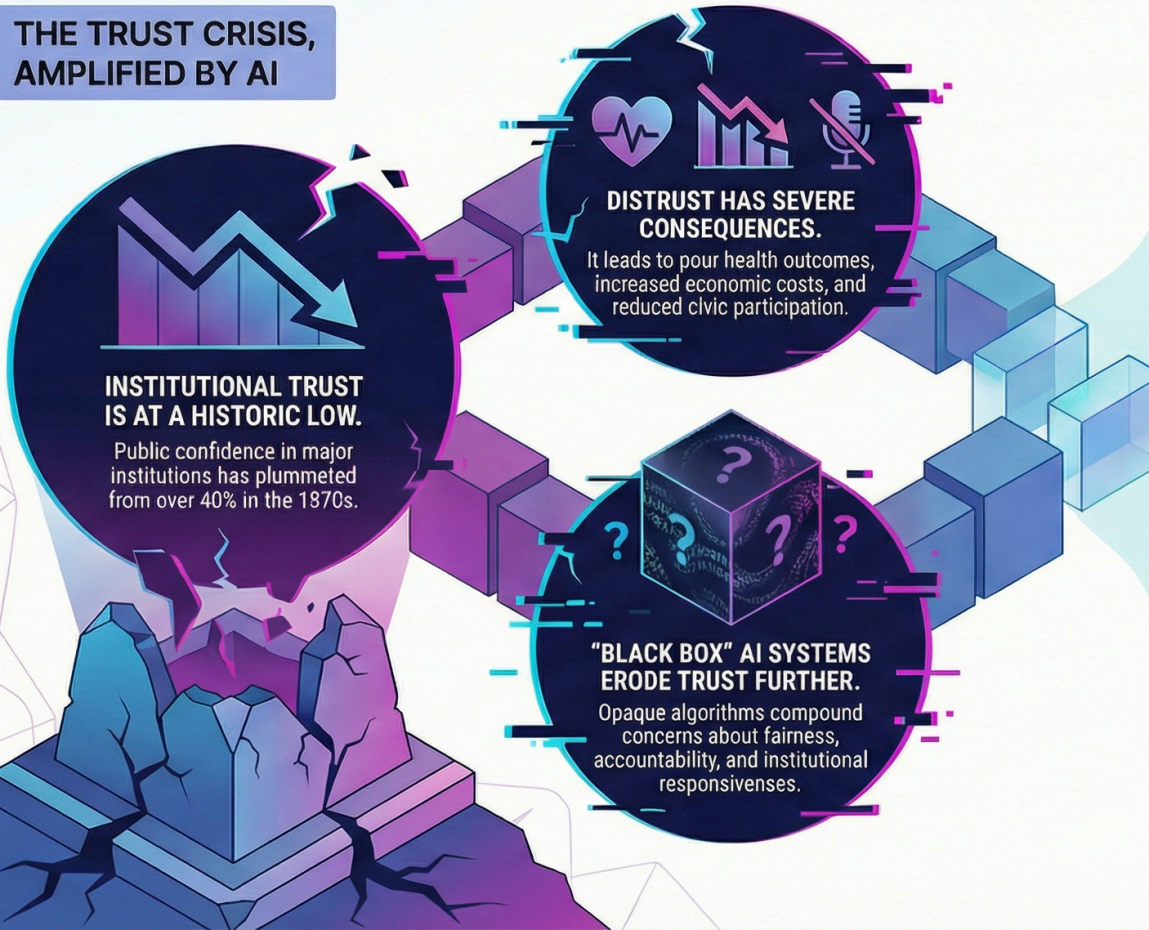 THE TRUST CRISIS,
AMPLIFIED BY AI
INSTITUTIONAL TRUST
IS AT A HISTORIC LOW.
Public confidence in major
institutions has plummeted
from over 40% in the 1870s.
DISTRUST HAS SEVERE
CONSEQUENCES.
It leads to pour health outcomes,
increased economic costs, and
reduced clvic participation.
?
?
?
?
?
“BLACK BOX” AI SYSTEMS
ERODE TRUST FURTHER.
Opaque algorithms compound
concerns about fairness,
accountability, and institutional
responsivenses.